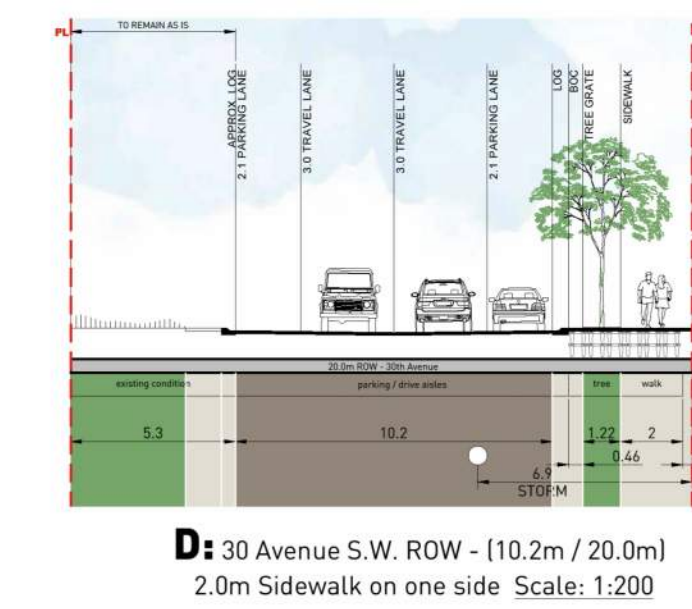 TO REMAIN AS IS
PL
APPROX. LOG
2.1 PARKING LANE
3.0 TRAVEL LANE
3.0 TRAVEL LANE
2.1 PARKING LANE
LOG
BOC
TREE GRATE
SIDEWALK
20.0m ROW - 30th Avenue
existing condition
parking / drive aisles
tree
walk
5.3
10.2
1.22
2
0.46
6.9
STORM
D: 30 Avenue S.W. ROW - (10.2m / 20.0m)
2.0m Sidewalk on one side Scale: 1:200